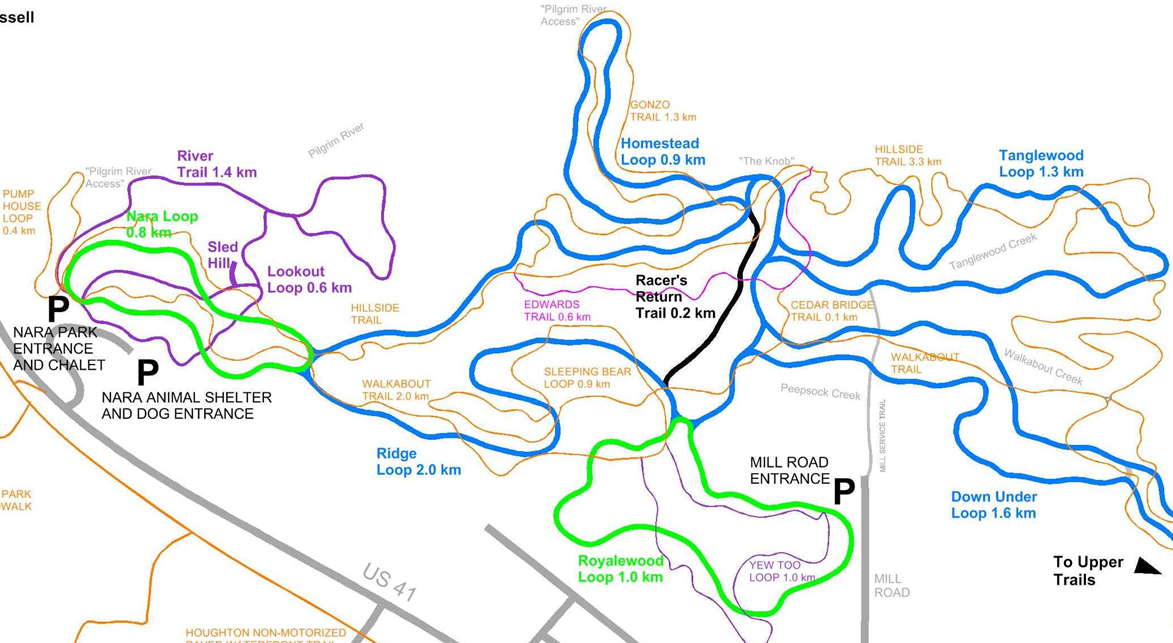 ssell
"Pilgrim River
Access"
GONZO
TRAIL 1.3 km
Homestead
Loop 0.9 km
"The Knob"
HILLSIDE
TRAIL 3.3 km
Tanglewood
Loop 1.3 km
Pilgrim River
River
Trail 1.4 km
"Pilgrim River
Access"
PUMP
HOUSE
LOOP
0.4 km
Nara Loop
0.8 km
Sled
Hill
Lookout
Loop 0.6 km
Tanglewood Creek
P
NARA PARK
ENTRANCE
AND CHALET
P
NARA ANIMAL SHELTER
AND DOG ENTRANCE
HILLSIDE
TRAIL
EDWARDS
TRAIL 0.6 km
Racer's
Return
Trail 0.2 km
CEDAR BRIDGE
TRAIL 0.1 km
WALKABOUT
TRAIL
Walkabout Creek
SLEEPING BEAR
LOOP 0.9 km
WALKABOUT
TRAIL 2.0 km
Peepsock Creek
MILL SERVICE TRAIL
Ridge
Loop 2.0 km
MILL ROAD
ENTRANCE
P
Down Under
Loop 1.6 km
PARK
WALK
Royalewood
Loop 1.0 km
YEW TOO
LOOP 1.0 km
To Upper
Trails
MILL
ROAD
US 41
HOUGHTON NON-MOTORIZED
PAVED WATERFRONT TRAIL